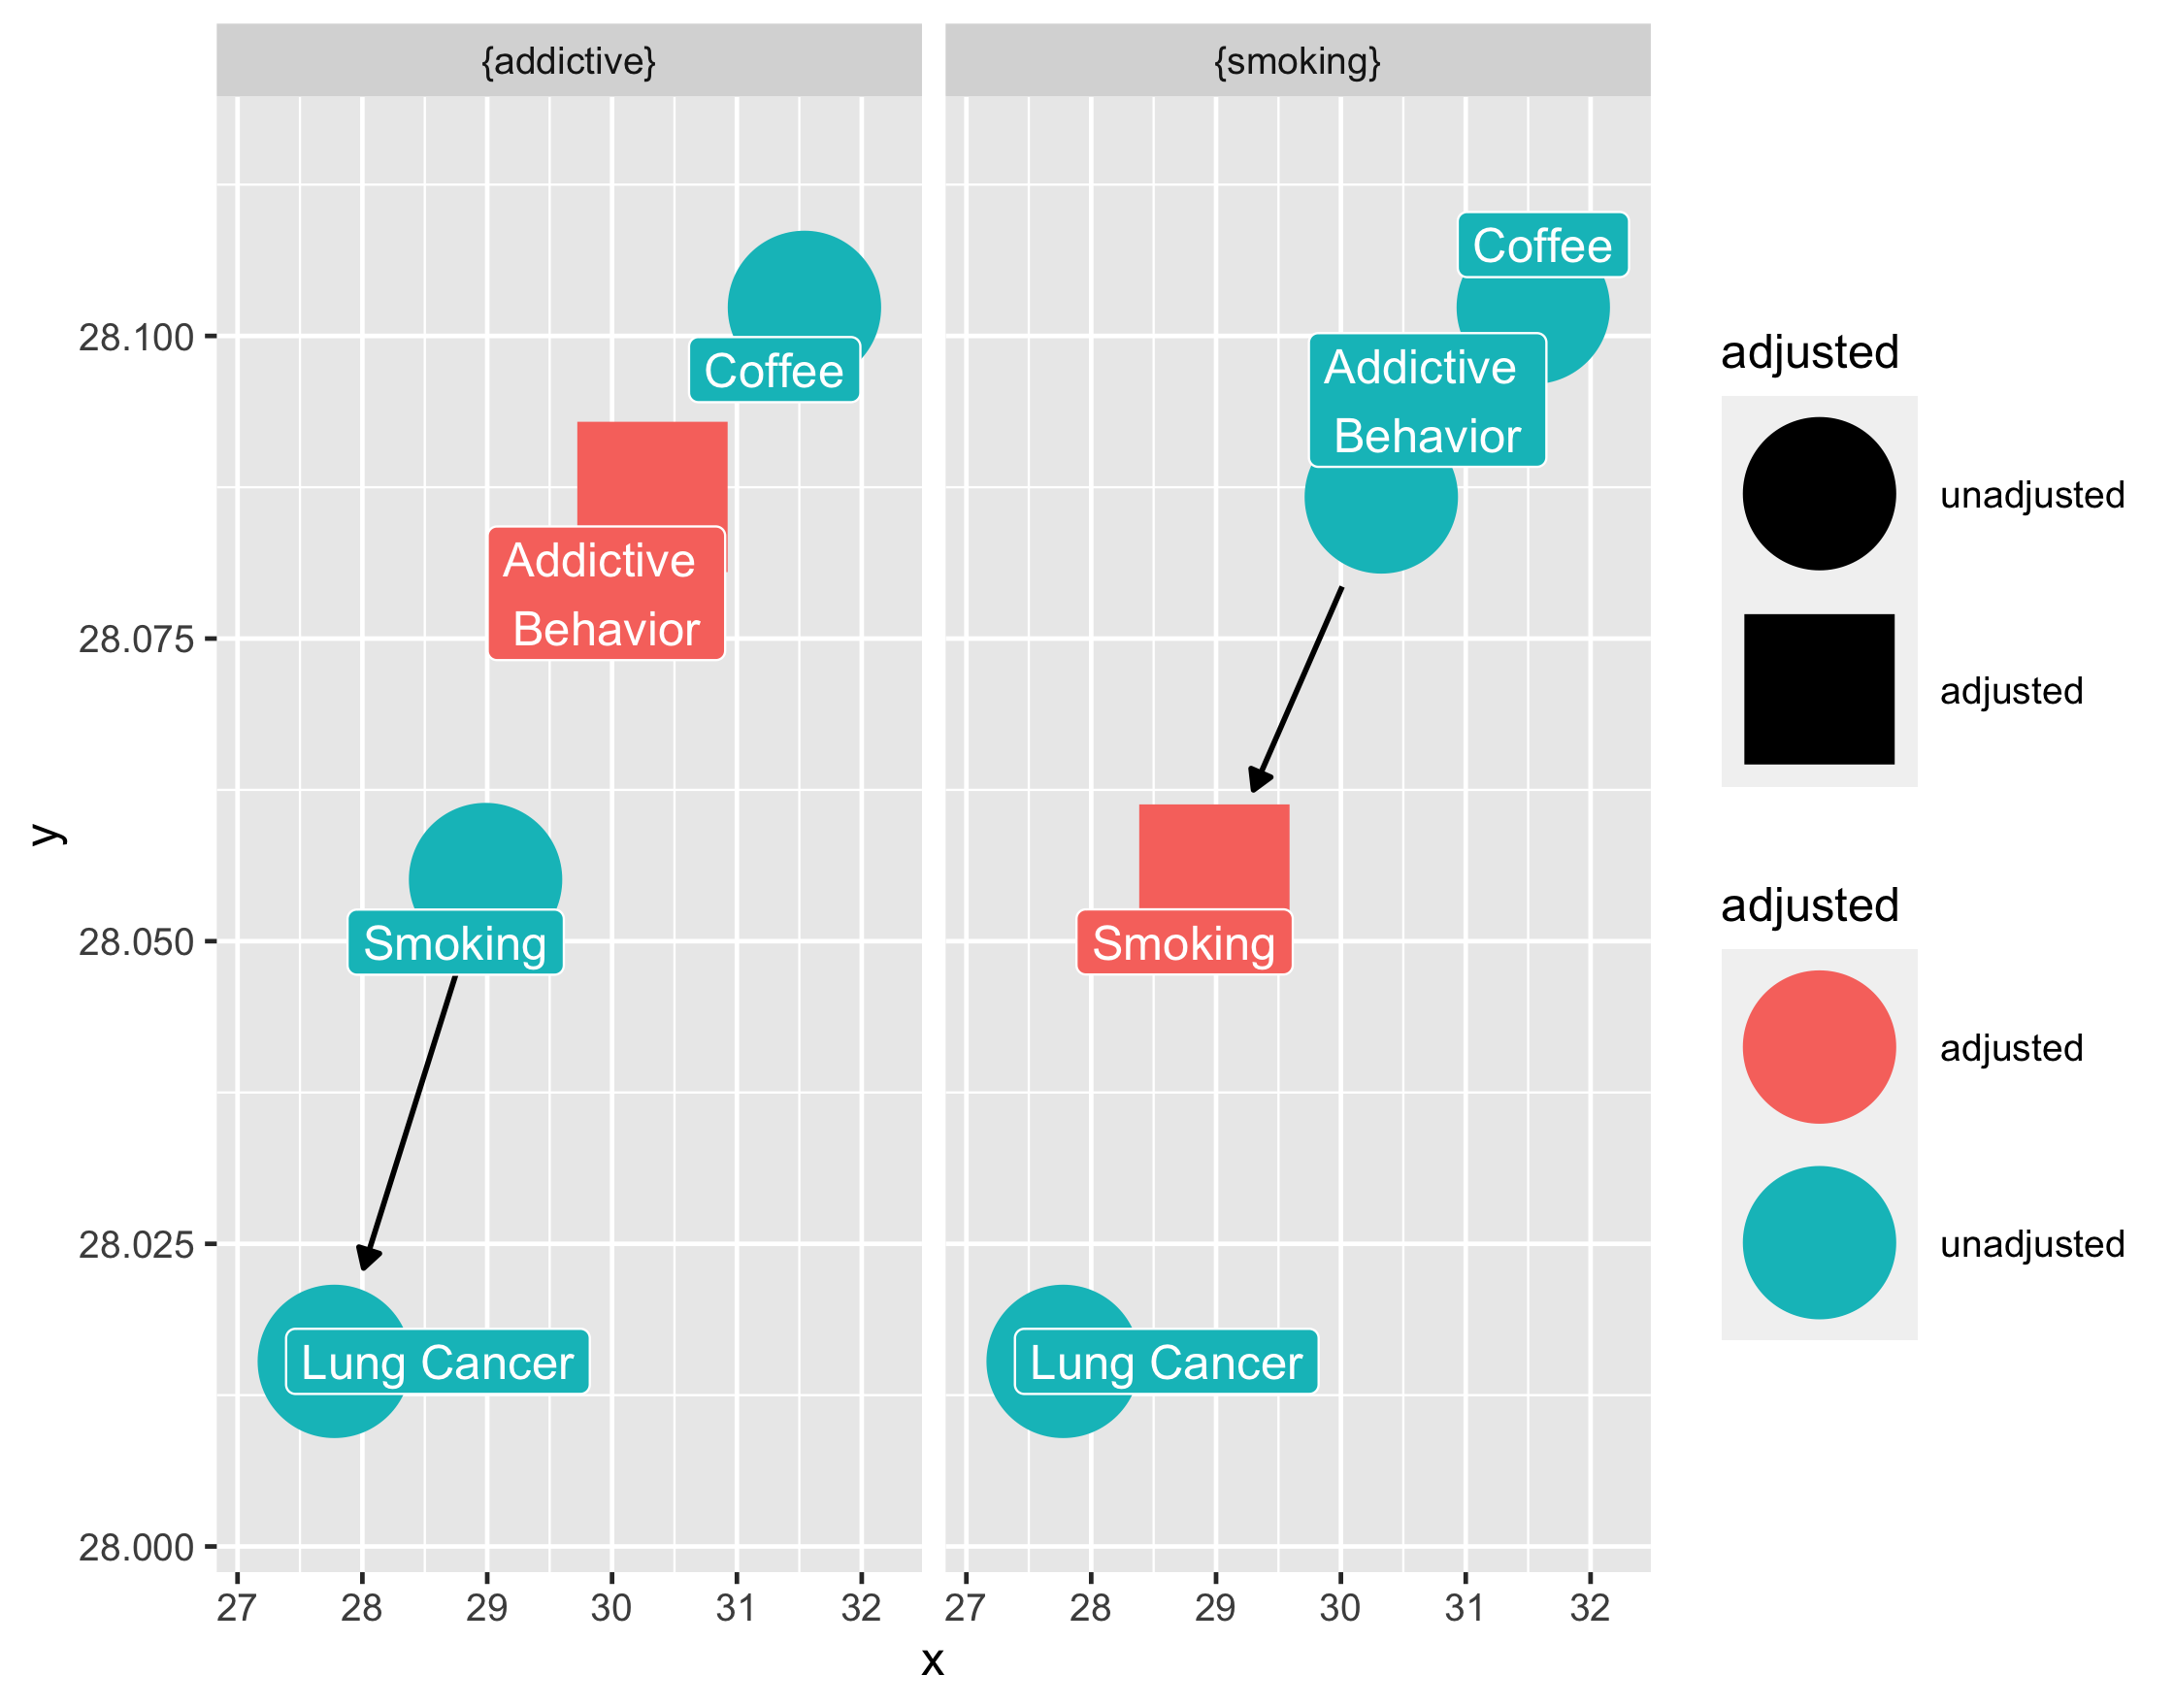 {addictive}
{smoking}
Coffee
Addictive
Behavior
Smoking
Lung Cancer
Coffee
Addictive
Behavior
Smoking
Lung Cancer
y
28.100
28.075
28.050
28.025
28.000
27 28 29 30 31 32
27 28 29 30 31 32
x
adjusted
unadjusted
adjusted
adjusted
adjusted
unadjusted